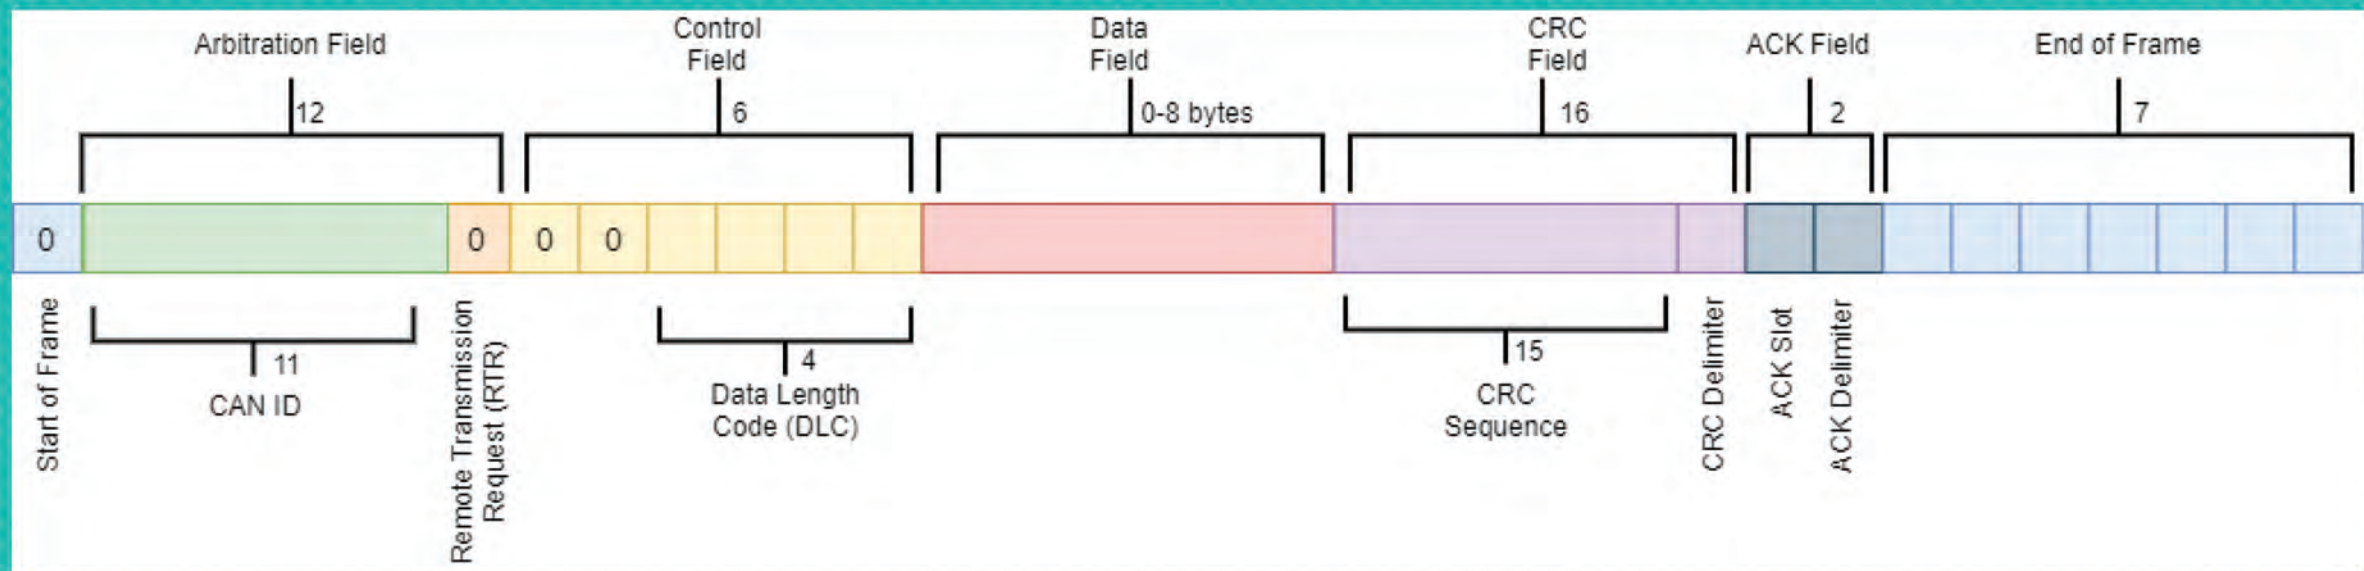 Arbitration Field
Control
Field
Data
Field
CRC
Field
ACK Field
End of Frame
12
6
0-8 bytes
16
2
7
0
0
0
0
11
CAN ID
4
Data Length
Code (DLC)
15
CRC
Sequence
Start of Frame
Remote Transmission
Request (RTR)
CRC Delimiter
ACK Slot
ACK Delimiter